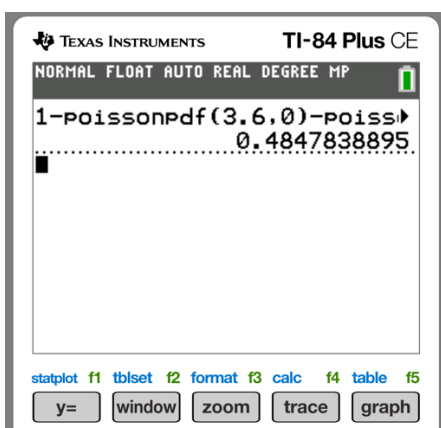 TEXAS INSTRUMENTS TI-84 Plus CE
NORMAL FLOAT AUTO REAL DEGREE MP
1-poissonpdf(3.6,0)-poiss
0.4847838895
statplot f1 tblset f2 format f3 calc f4 table f5
y= window zoom trace graph